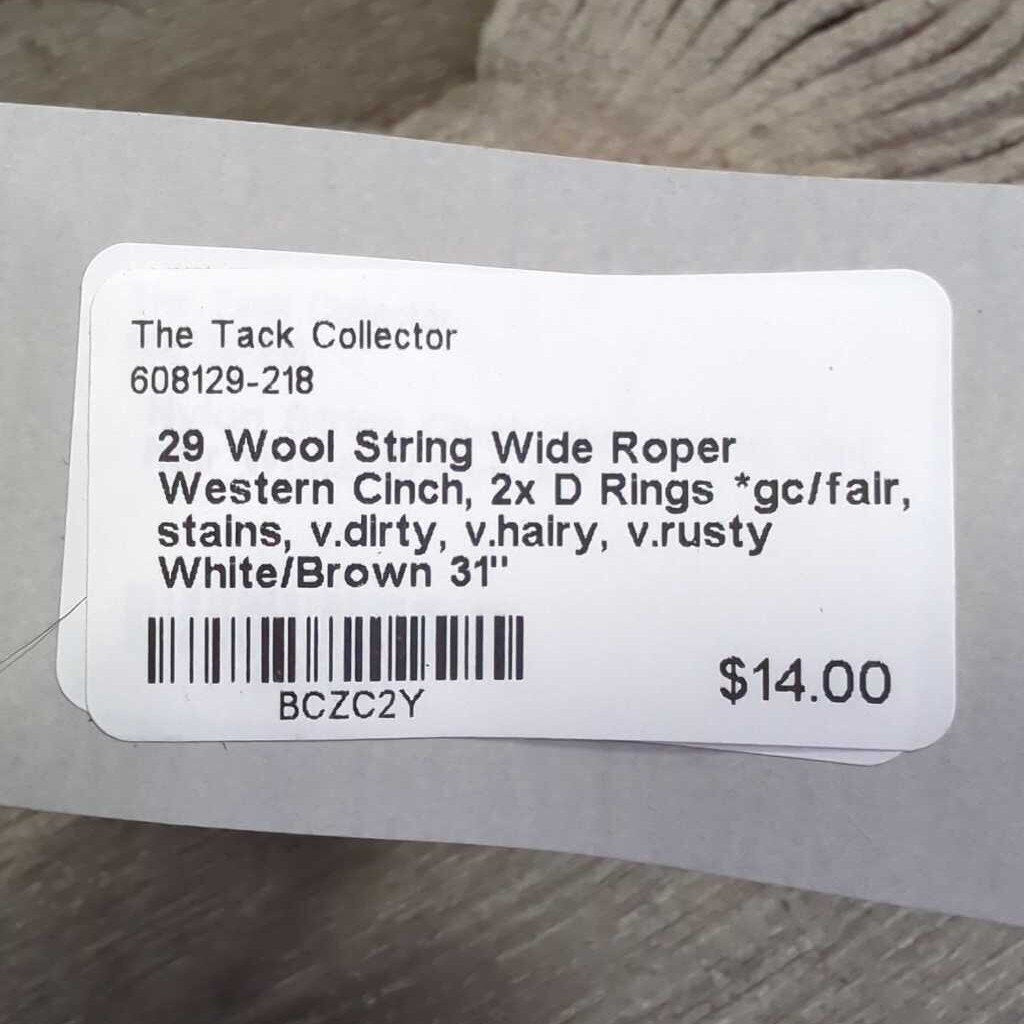 The Tack Collector
608129-218
29 Wool String Wide Roper
Western Cinch, 2x D Rings *gc/fair,
stains, v.dirty, v.hairy, v.rusty
White/Brown 31"
BCZC2Y
$14.00